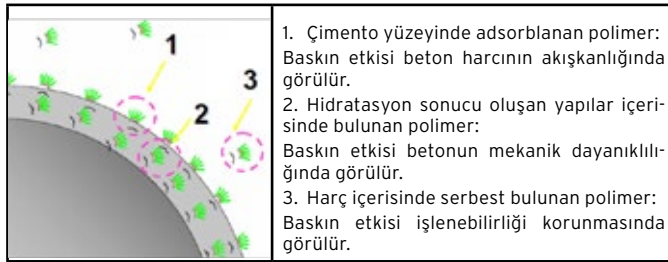 1
2
3
1. Çimento yüzeyinde adsorblanan polimer:
Baskın etkisi beton harcının akışkanlığında
görülür.
2. Hidratasyon sonucu oluşan yapılar içeri-
sinde bulunan polimer:
Baskın etkisi betonun mekanik dayanıklılı-
ğında görülür.
3. Harç içerisinde serbest bulunan polimer:
Baskın etkisi işlenebilirliği korunmasında
görülür.